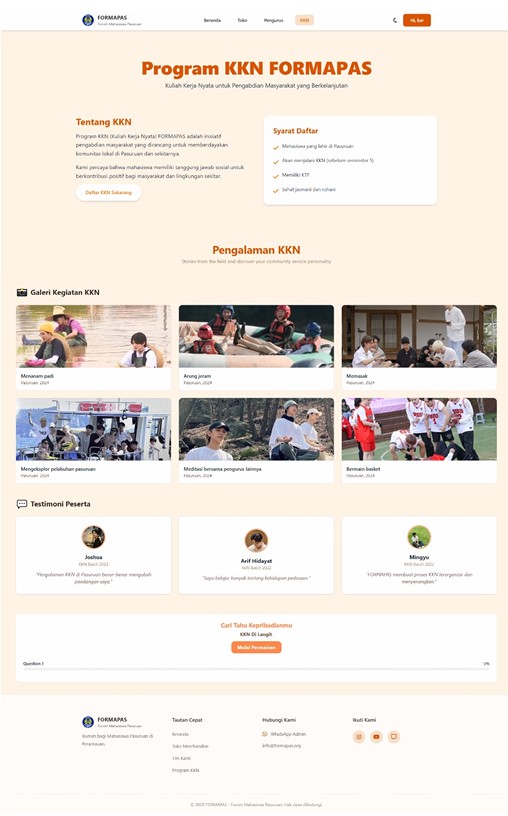 FORMAPAS
Forum Mahasiswa Pasuruan
Beranda
Toko
Pengurus
KKN
Program KKN FORMAPAS
Kuliah Kerja Nyata untuk Pengabdian Masyarakat yang Berkelanjutan
Tentang KKN
Program KKN (Kuliah Kerja Nyata) FORMAPAS adalah inisiatif
pengabdian masyarakat yang dirancang untuk memberdayakan
komunitas lokal di Pasuruan dan sekitarnya.
Kami percaya bahwa mahasiswa memiliki tanggung jawab sosial untuk
berkontribusi positif bagi masyarakat dan lingkungan sekitar.
Daftar KKN Sekarang
Syarat Daftar
Mahasiswa yang lahir di Pasuruan
Akan menjalani KKN (sebelum semester 5)
Memiliki KTP
Sehat jasmani dan rohani
Pengalaman KKN
Stories from the field and discover your community service personality
Galeri Kegiatan KKN
Menanam padi
Pasuruan, 2024
Arung jeram
Pasuruan, 2024
Memasak
Pasuruan, 2024
Mengeksplor pelabuhan pasuruan
Pasuruan, 2024
Meditasi bersama pengurus lainnya
Pasuruan, 2024
Bermain basket
Pasuruan, 2024
Testimoni Peserta
Joshua
KKN Batch 2022
"Pengalaman KKN di Pasuruan benar-benar mengubah
pandangan saya."
Arif Hidayat
KKN Batch 2022
"Saya belajar banyak tentang kehidupan pedesaan."
Mingyu
KKN Batch 2022
"FORMAPAS membuat proses KKN terorganisir dan
menyenangkan."
Cari Tahu Kepribadianmu
KKN Di Langit
Mulai Permainan
Question 1
FORMAPAS
Forum Mahasiswa Pasuruan
Rumah Bagi Mahasiswa Pasuruan di
Perantauan.
Tautan Cepat
Beranda
Toko Merchandise
Tim Kami
Program KKN
Hubungi Kami
WhatsApp Admin
info@formapas.org
Ikuti Kami
© 2025 FORMAPAS - Forum Mahasiswa Pasuruan. Hak cipta dilindungi.